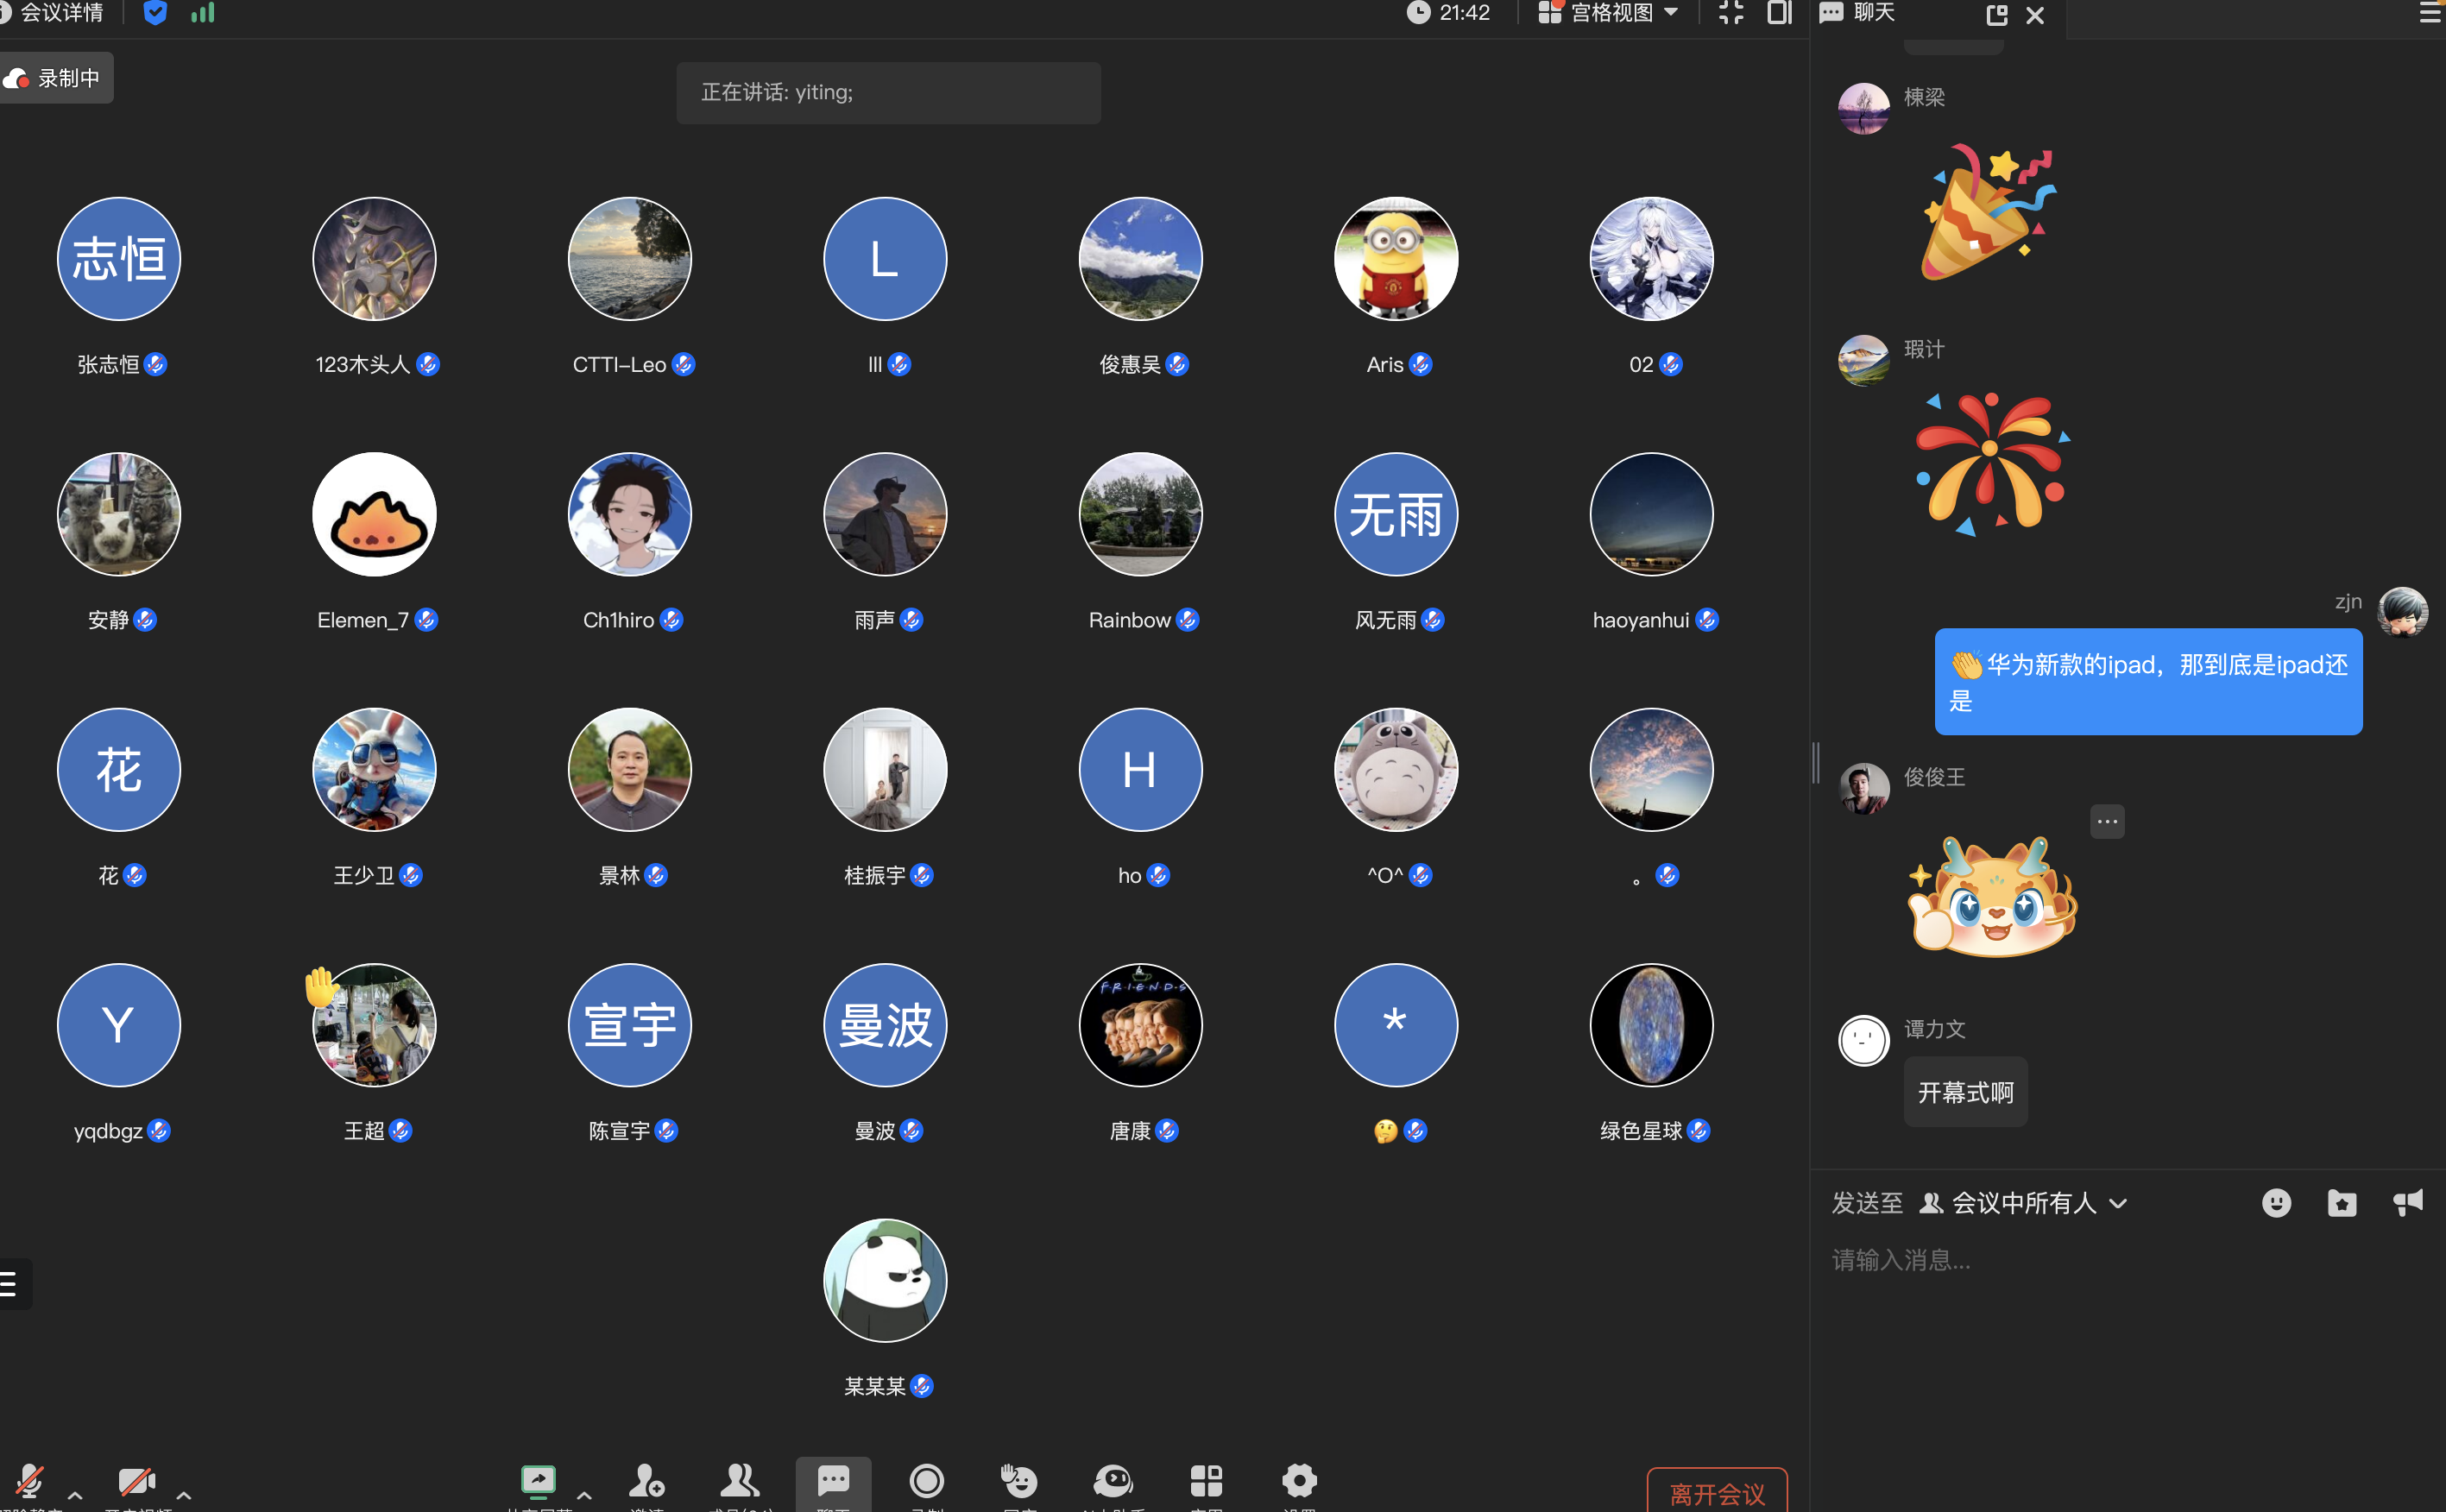 会议详情
21:42
宫格视图
聊天
录制中
正在讲话: yiting;
志恒
L
张志恒
123木头人
CTTI-Leo
III
俊惠吴
Aris
02
无雨
安静
Elemen_7
Ch1hiro
雨声
Rainbow
风无雨
haoyanhui
花
H
花
王少卫
景林
桂振宇
ho
^O^
。
Y
宣宇
曼波
F·R·I·E·N·D·S
*
yqdbgz
王超
陈宣宇
曼波
唐康
🤔
绿色星球
某某某
离开会议
棟梁
瑕计
zjn
👏华为新款的ipad，那到底是ipad还
是
俊俊王
谭力文
开幕式啊
发送至 会议中所有人
请输入消息...